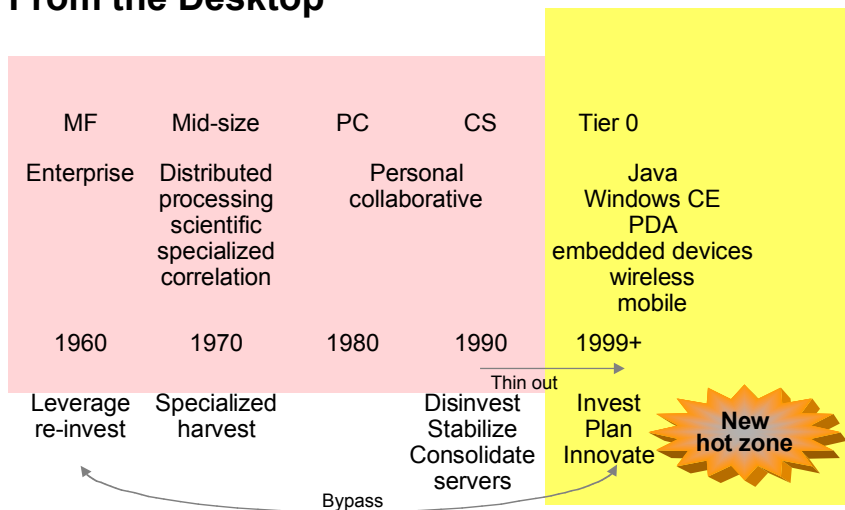 From the Desktop
MF Mid-size PC CS Tier 0
Enterprise
Distributed
processing
scientific
specialized
correlation
Personal
collaborative
Java
Windows CE
PDA
embedded devices
wireless
mobile
1960 1970 1980 1990 1999+
Thin out
Leverage
re-invest
Specialized
harvest
Disinvest
Stabilize
Consolidate
servers
Invest
Plan
Innovate
New
hot zone
Bypass